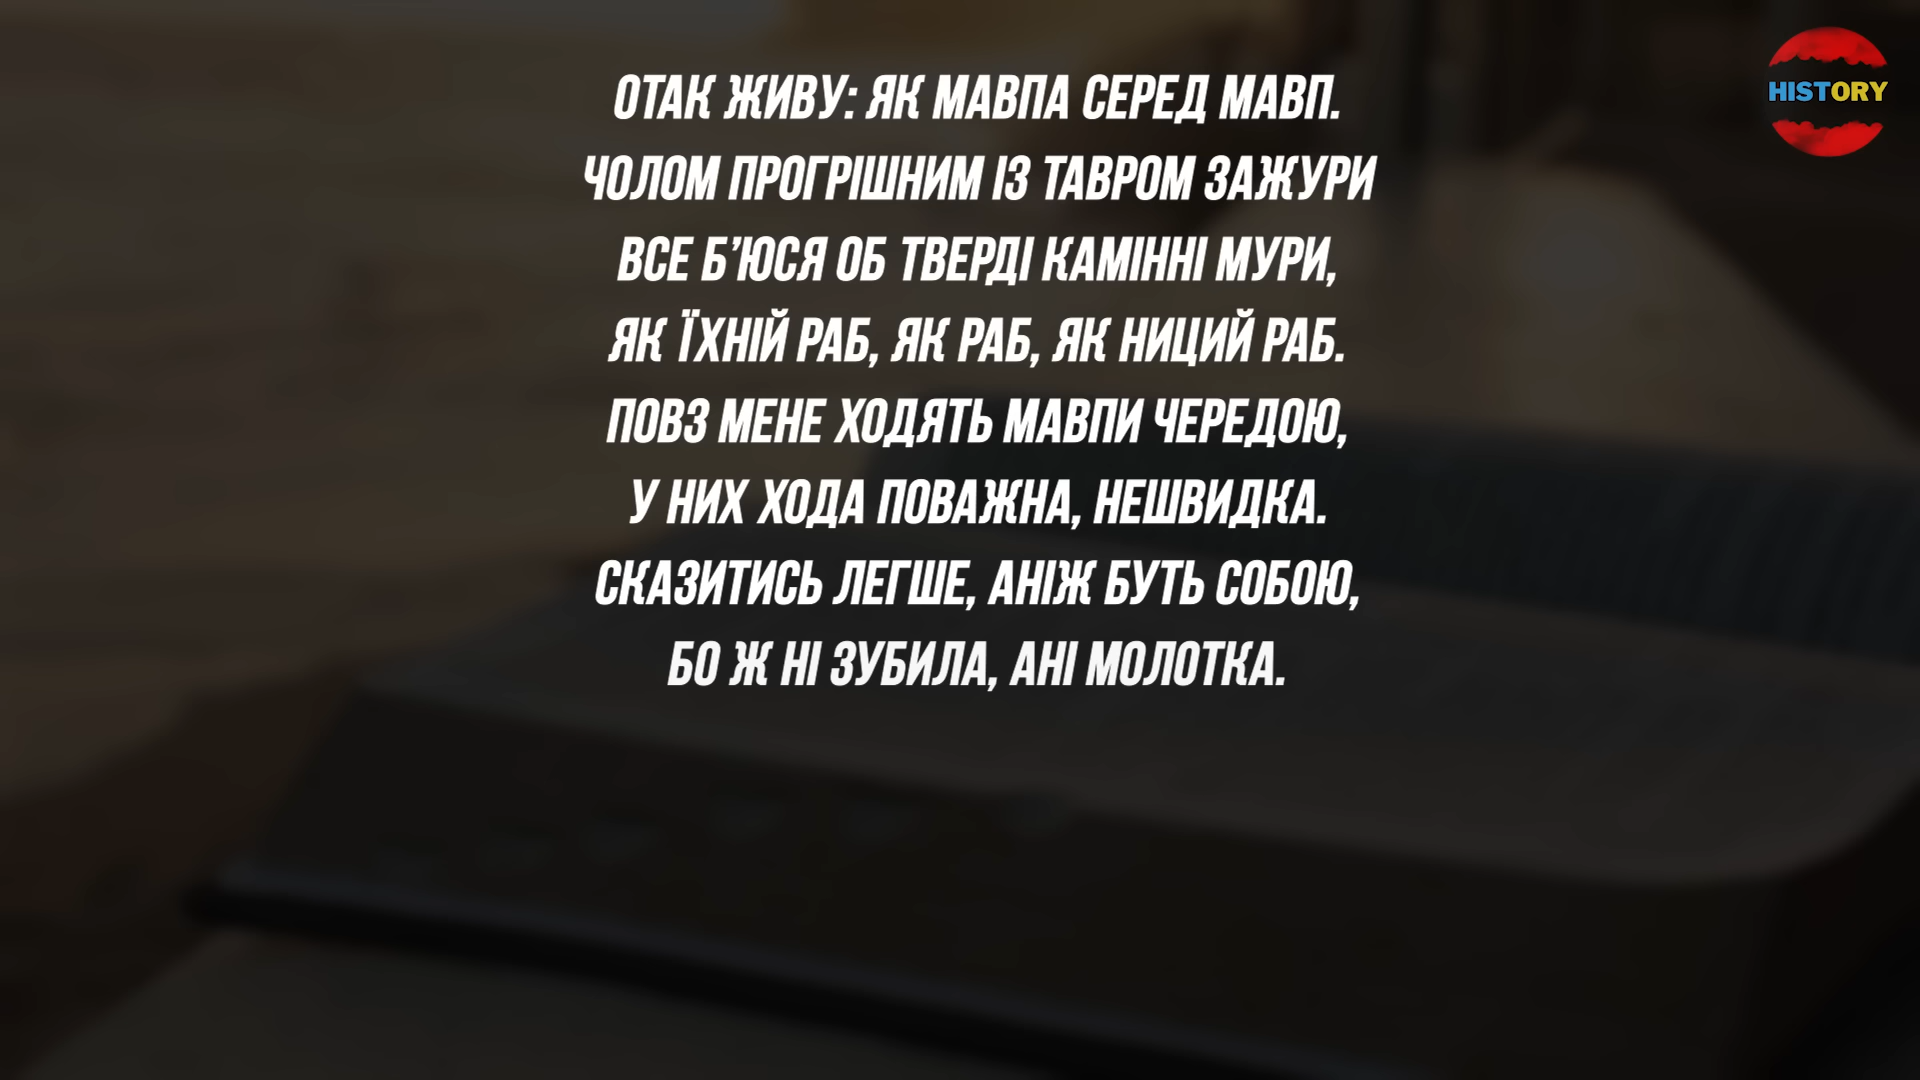 ОТАК ЖИВУ: ЯК МАВПА СЕРЕД МАВП.
ЧОЛОМ ПРОГРІШНИМ ІЗ ТАВРОМ ЗАЖУРИ
ВСЕ Б’ЮСЯ ОБ ТВЕРДІ КАМІННІ МУРИ,
ЯК ЇХНІЙ РАБ, ЯК РАБ, ЯК НИЦИЙ РАБ.
ПОВЗ МЕНЕ ХОДЯТЬ МАВПИ ЧЕРЕДОЮ,
У НИХ ХОДА ПОВАЖНА, НЕШВИДКА.
СКАЗИТИСЬ ЛЕГШЕ, АНІЖ БУТЬ СОБОЮ,
БО Ж НІ ЗУБИЛА, АНІ МОЛОТКА.
HISTORY